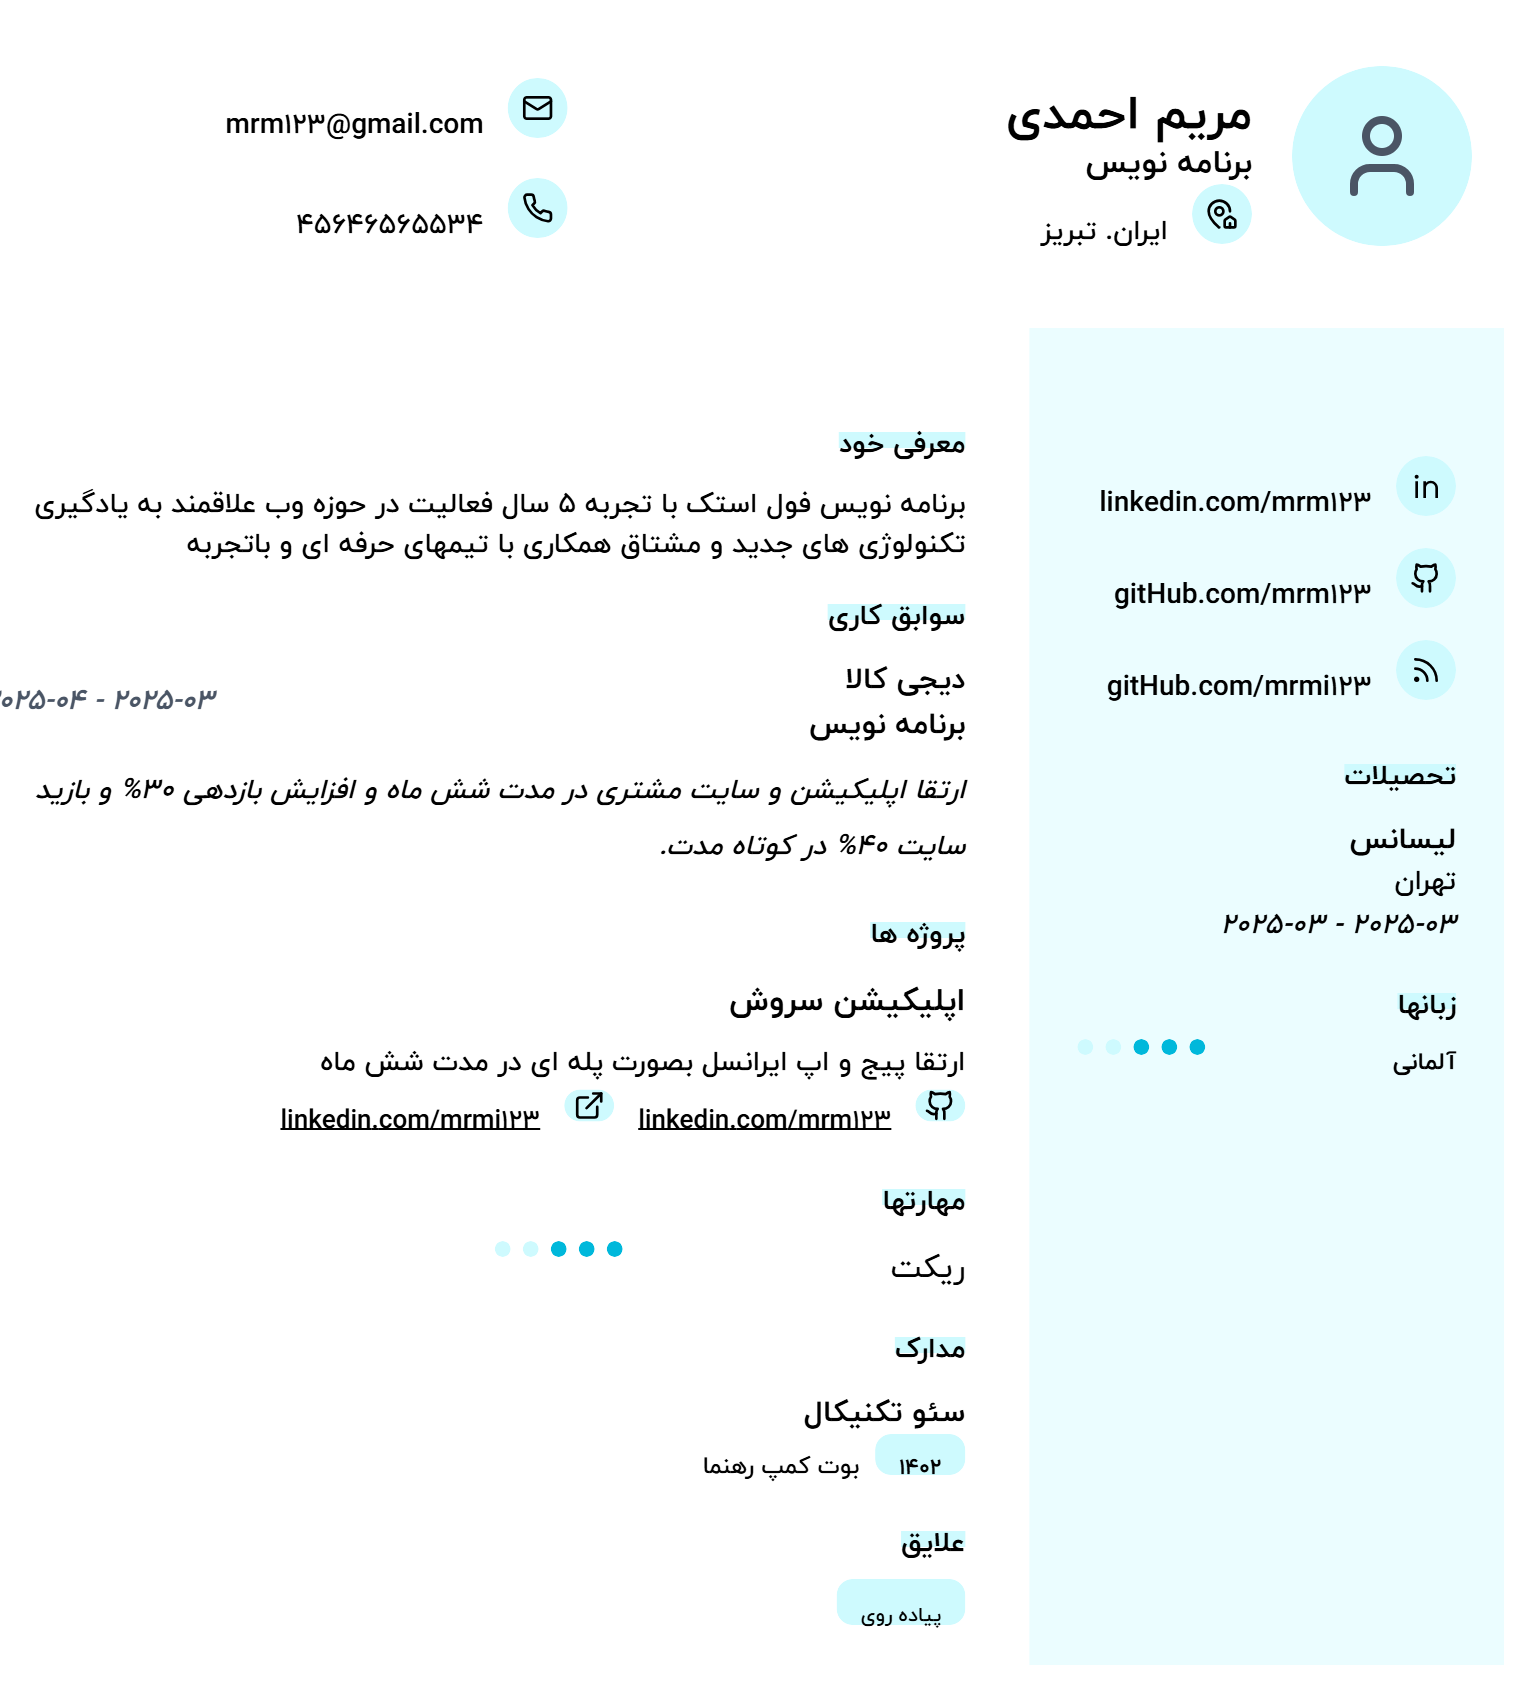 مریم احمدی
برنامه نویس
ایران. تبریز
mrm۱۲۳@gmail.com
۴۵۶۴۶۵۶۵۵۳۴
in
linkedin.com/mrm۱۲۳
gitHub.com/mrm۱۲۳
gitHub.com/mrmi۱۲۳
تحصیلات
لیسانس
تهران
۲۰۲۵-۰۳ - ۲۰۲۵-۰۳
زبانها
آلمانی
معرفی خود
برنامه نویس فول استک با تجربه ۵ سال فعالیت در حوزه وب علاقمند به یادگیری
تکنولوژی های جدید و مشتاق همکاری با تیمهای حرفه ای و باتجربه
سوابق کاری
دیجی کالا
۲۰۲۵-۰۳ - ۲۰۲۵-۰۴
برنامه نویس
ارتقا اپلیکیشن و سایت مشتری در مدت شش ماه و افزایش بازدهی ۳۰% و بازید
سایت ۴۰% در کوتاه مدت.
پروژه ها
اپلیکیشن سروش
ارتقا پیج و اپ ایرانسل بصورت پله ای در مدت شش ماه
linkedin.com/mrm۱۲۳ linkedin.com/mrmi۱۲۳
مهارتها
ریکت
مدارک
سئو تکنیکال
۱۴۰۲ بوت کمپ رهنما
علایق
پیاده روی